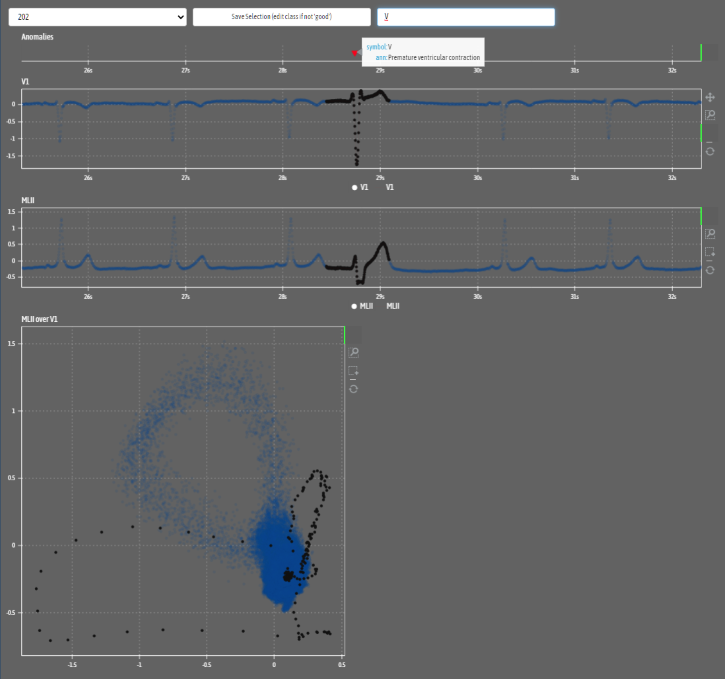 202
Save Selection (edit class if not 'good')
V
Anomalies
symbol: V
ann: Premature ventricular contraction
26s 27s 28s 29s 30s 31s 32s
V1
0
-0.5
-1
-1.5
26s 27s 28s 29s 30s 31s 32s
V1 V1
MLII
1.5
1
0.5
0
-0.5
26s 27s 28s 29s 30s 31s 32s
MLII MLII
MLII over V1
1.5
1
0.5
0
-0.5
-1.5 -1 -0.5 0 0.5